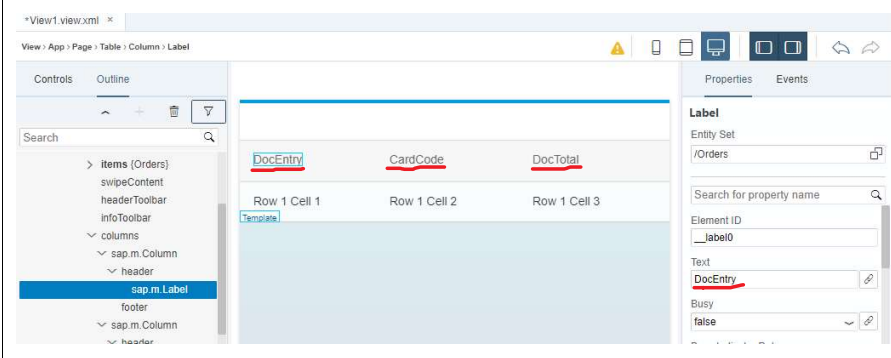 *View1.view.xml ×
View > App > Page > Table > Column > Label
Controls Outline
Search
> items {Orders}
swipeContent
headerToolbar
infoToolbar
columns
sap.m.Column
header
sap.m.Label
footer
sap.m.Column
header
DocEntry CardCode DocTotal
Row 1 Cell 1 Row 1 Cell 2 Row 1 Cell 3
Template
Properties Events
Label
Entity Set
/Orders
Search for property name
Element ID
__label0
Text
DocEntry
Busy
false